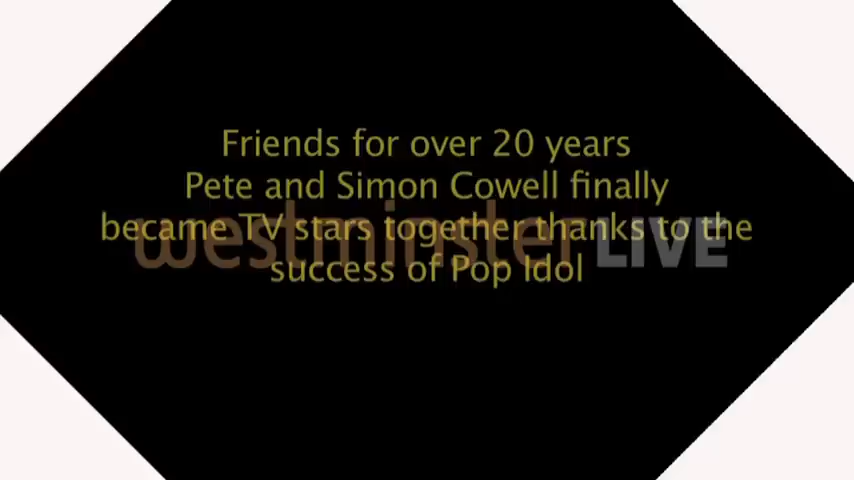 Friends for over 20 years
Pete and Simon Cowell finally
became TV stars together thanks to the
westminster LIVE
success of Pop Idol